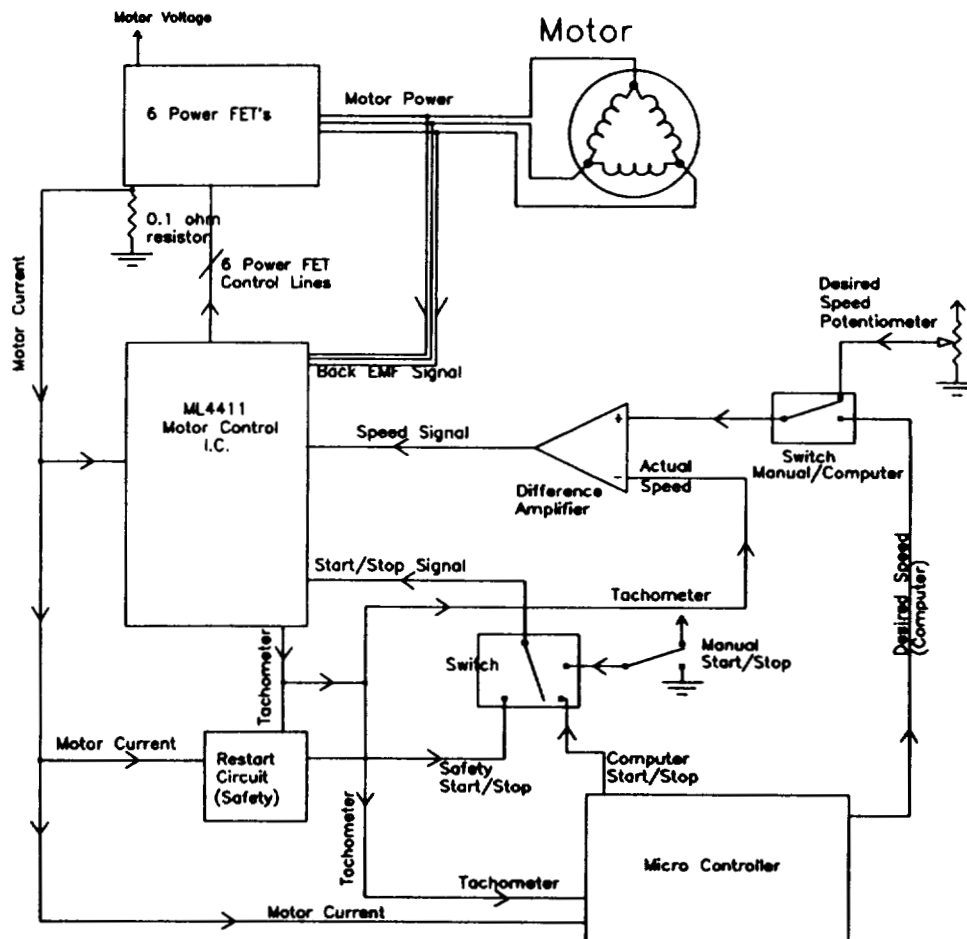 Motor Voltage
Motor
6 Power FET's
Motor Power
0.1 ohm
resistor
6 Power FET
Control Lines
Motor Current
Desired
Speed
Potentiometer
Back EMF Signal
ML4411
Motor Control
I.C.
Speed Signal
+
-
Actual
Speed
Difference
Amplifier
Switch
Manual/Computer
Desired Speed
(Computer)
Start/Stop Signal
Tachometer
Tachometer
Switch
Manual
Start/Stop
Motor Current
Restart
Circuit
(Safety)
Safety
Start/Stop
Computer
Start/Stop
Tachometer
Tachometer
Micro Controller
Motor Current